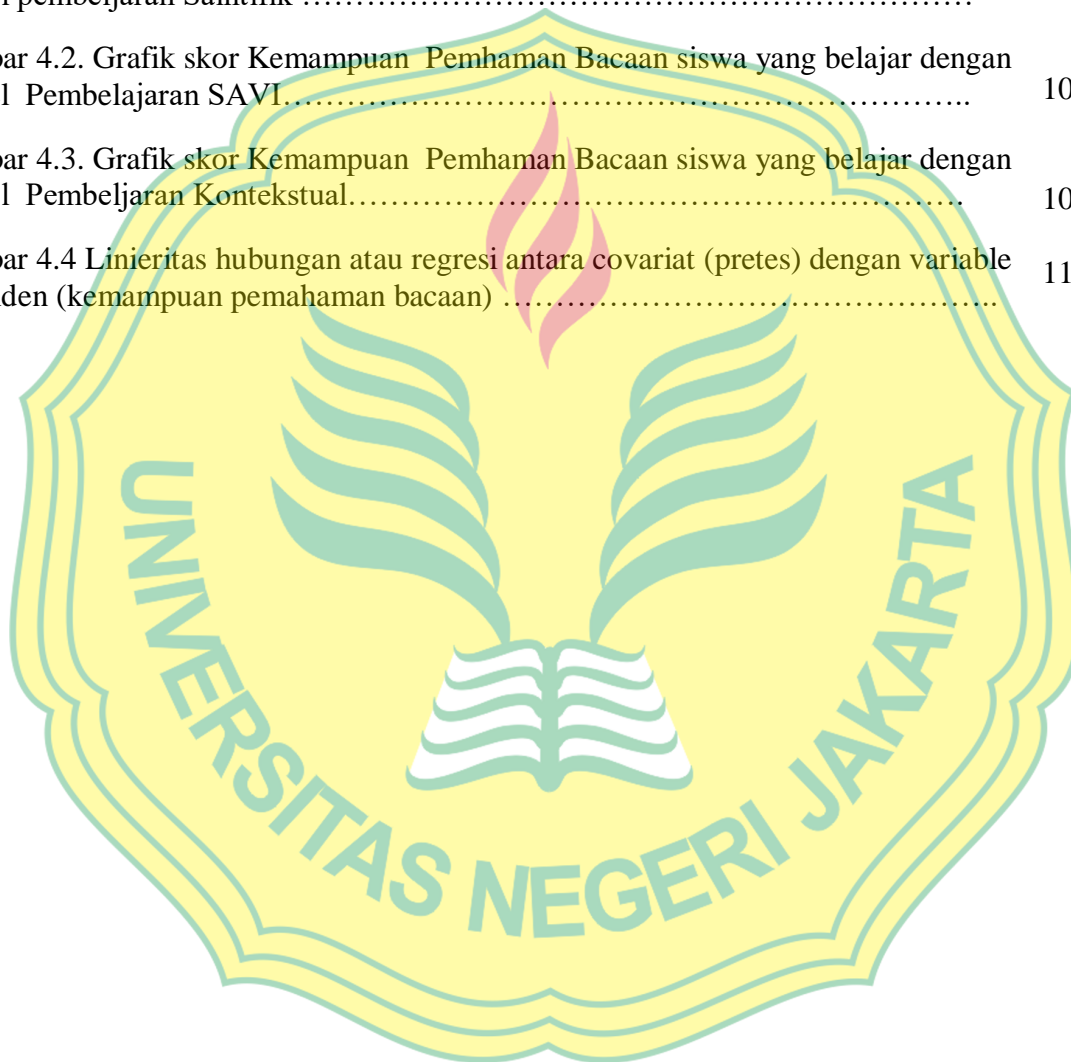 pembeljaran Saintifik ……………………………………………………………
bar 4.2. Grafik skor Kemampuan Pemhaman Bacaan siswa yang belajar dengan
l Pembelajaran SAVI…………………………………………………………….. 10
bar 4.3. Grafik skor Kemampuan Pemhaman Bacaan siswa yang belajar dengan
l Pembeljaran Kontekstual……………………………………………………… 10
bar 4.4 Linieritas hubungan atau regresi antara covariat (pretes) dengan variable
den (kemampuan pemahaman bacaan) ………………………………………….. 11
UNIVERSITAS NEGERI JAKARTA